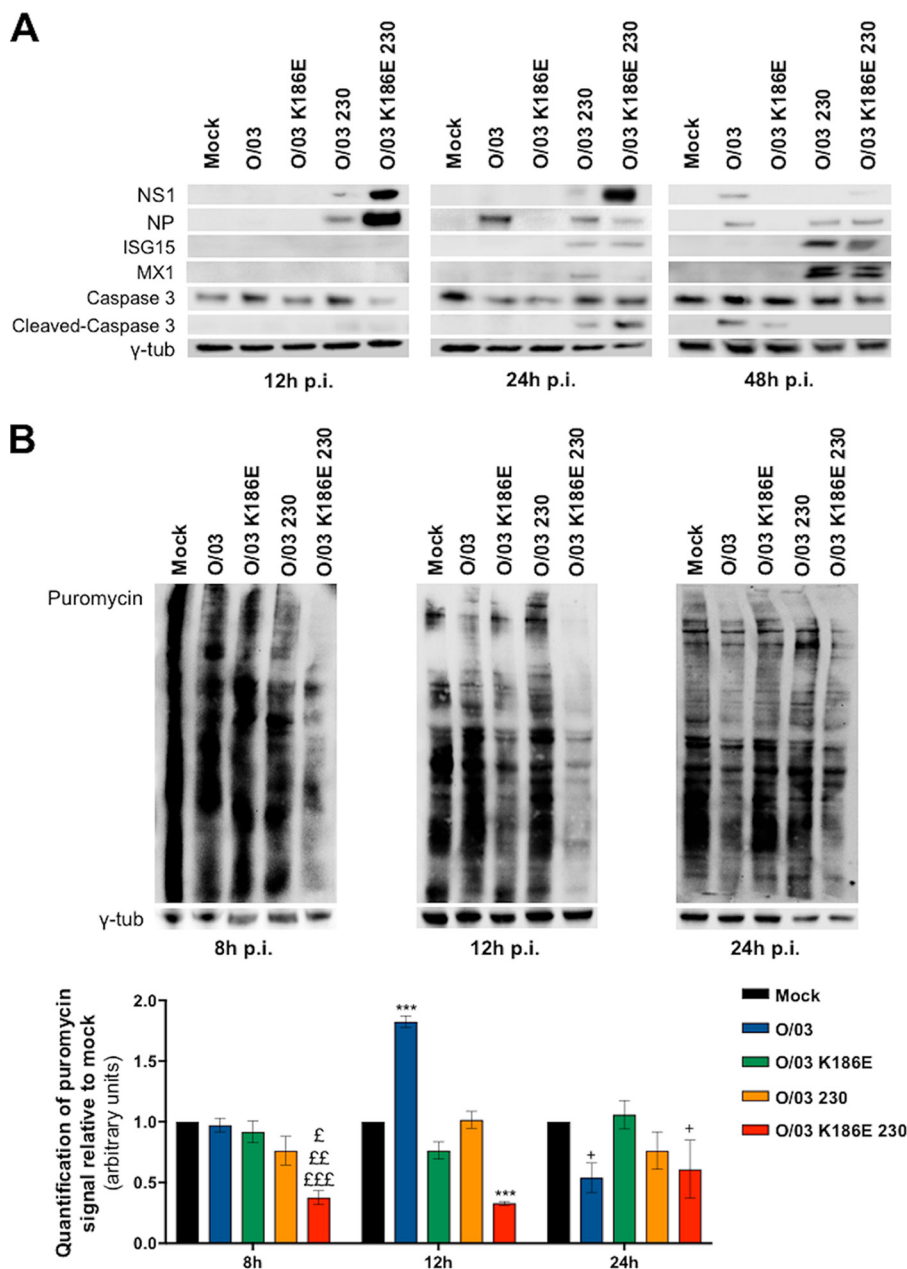 A
Mock
O/03
O/03 K186E
O/03 230
O/03 K186E 230
Mock
O/03
O/03 K186E
O/03 230
O/03 K186E 230
Mock
O/03
O/03 K186E
O/03 230
O/03 K186E 230
NS1
NP
ISG15
MX1
Caspase 3
Cleaved-Caspase 3
γ-tub
12h p.i.
24h p.i.
48h p.i.
B
Mock
O/03
O/03 K186E
O/03 230
O/03 K186E 230
Mock
O/03
O/03 K186E
O/03 230
O/03 K186E 230
Mock
O/03
O/03 K186E
O/03 230
O/03 K186E 230
Puromycin
γ-tub
8h p.i.
12h p.i.
24h p.i.
Quantification of puromycin
signal relative to mock
(arbitrary units)
2.0
1.5
1.0
0.5
0.0
£
££
£££
***
***
+
+
8h
12h
24h
Mock
O/03
O/03 K186E
O/03 230
O/03 K186E 230